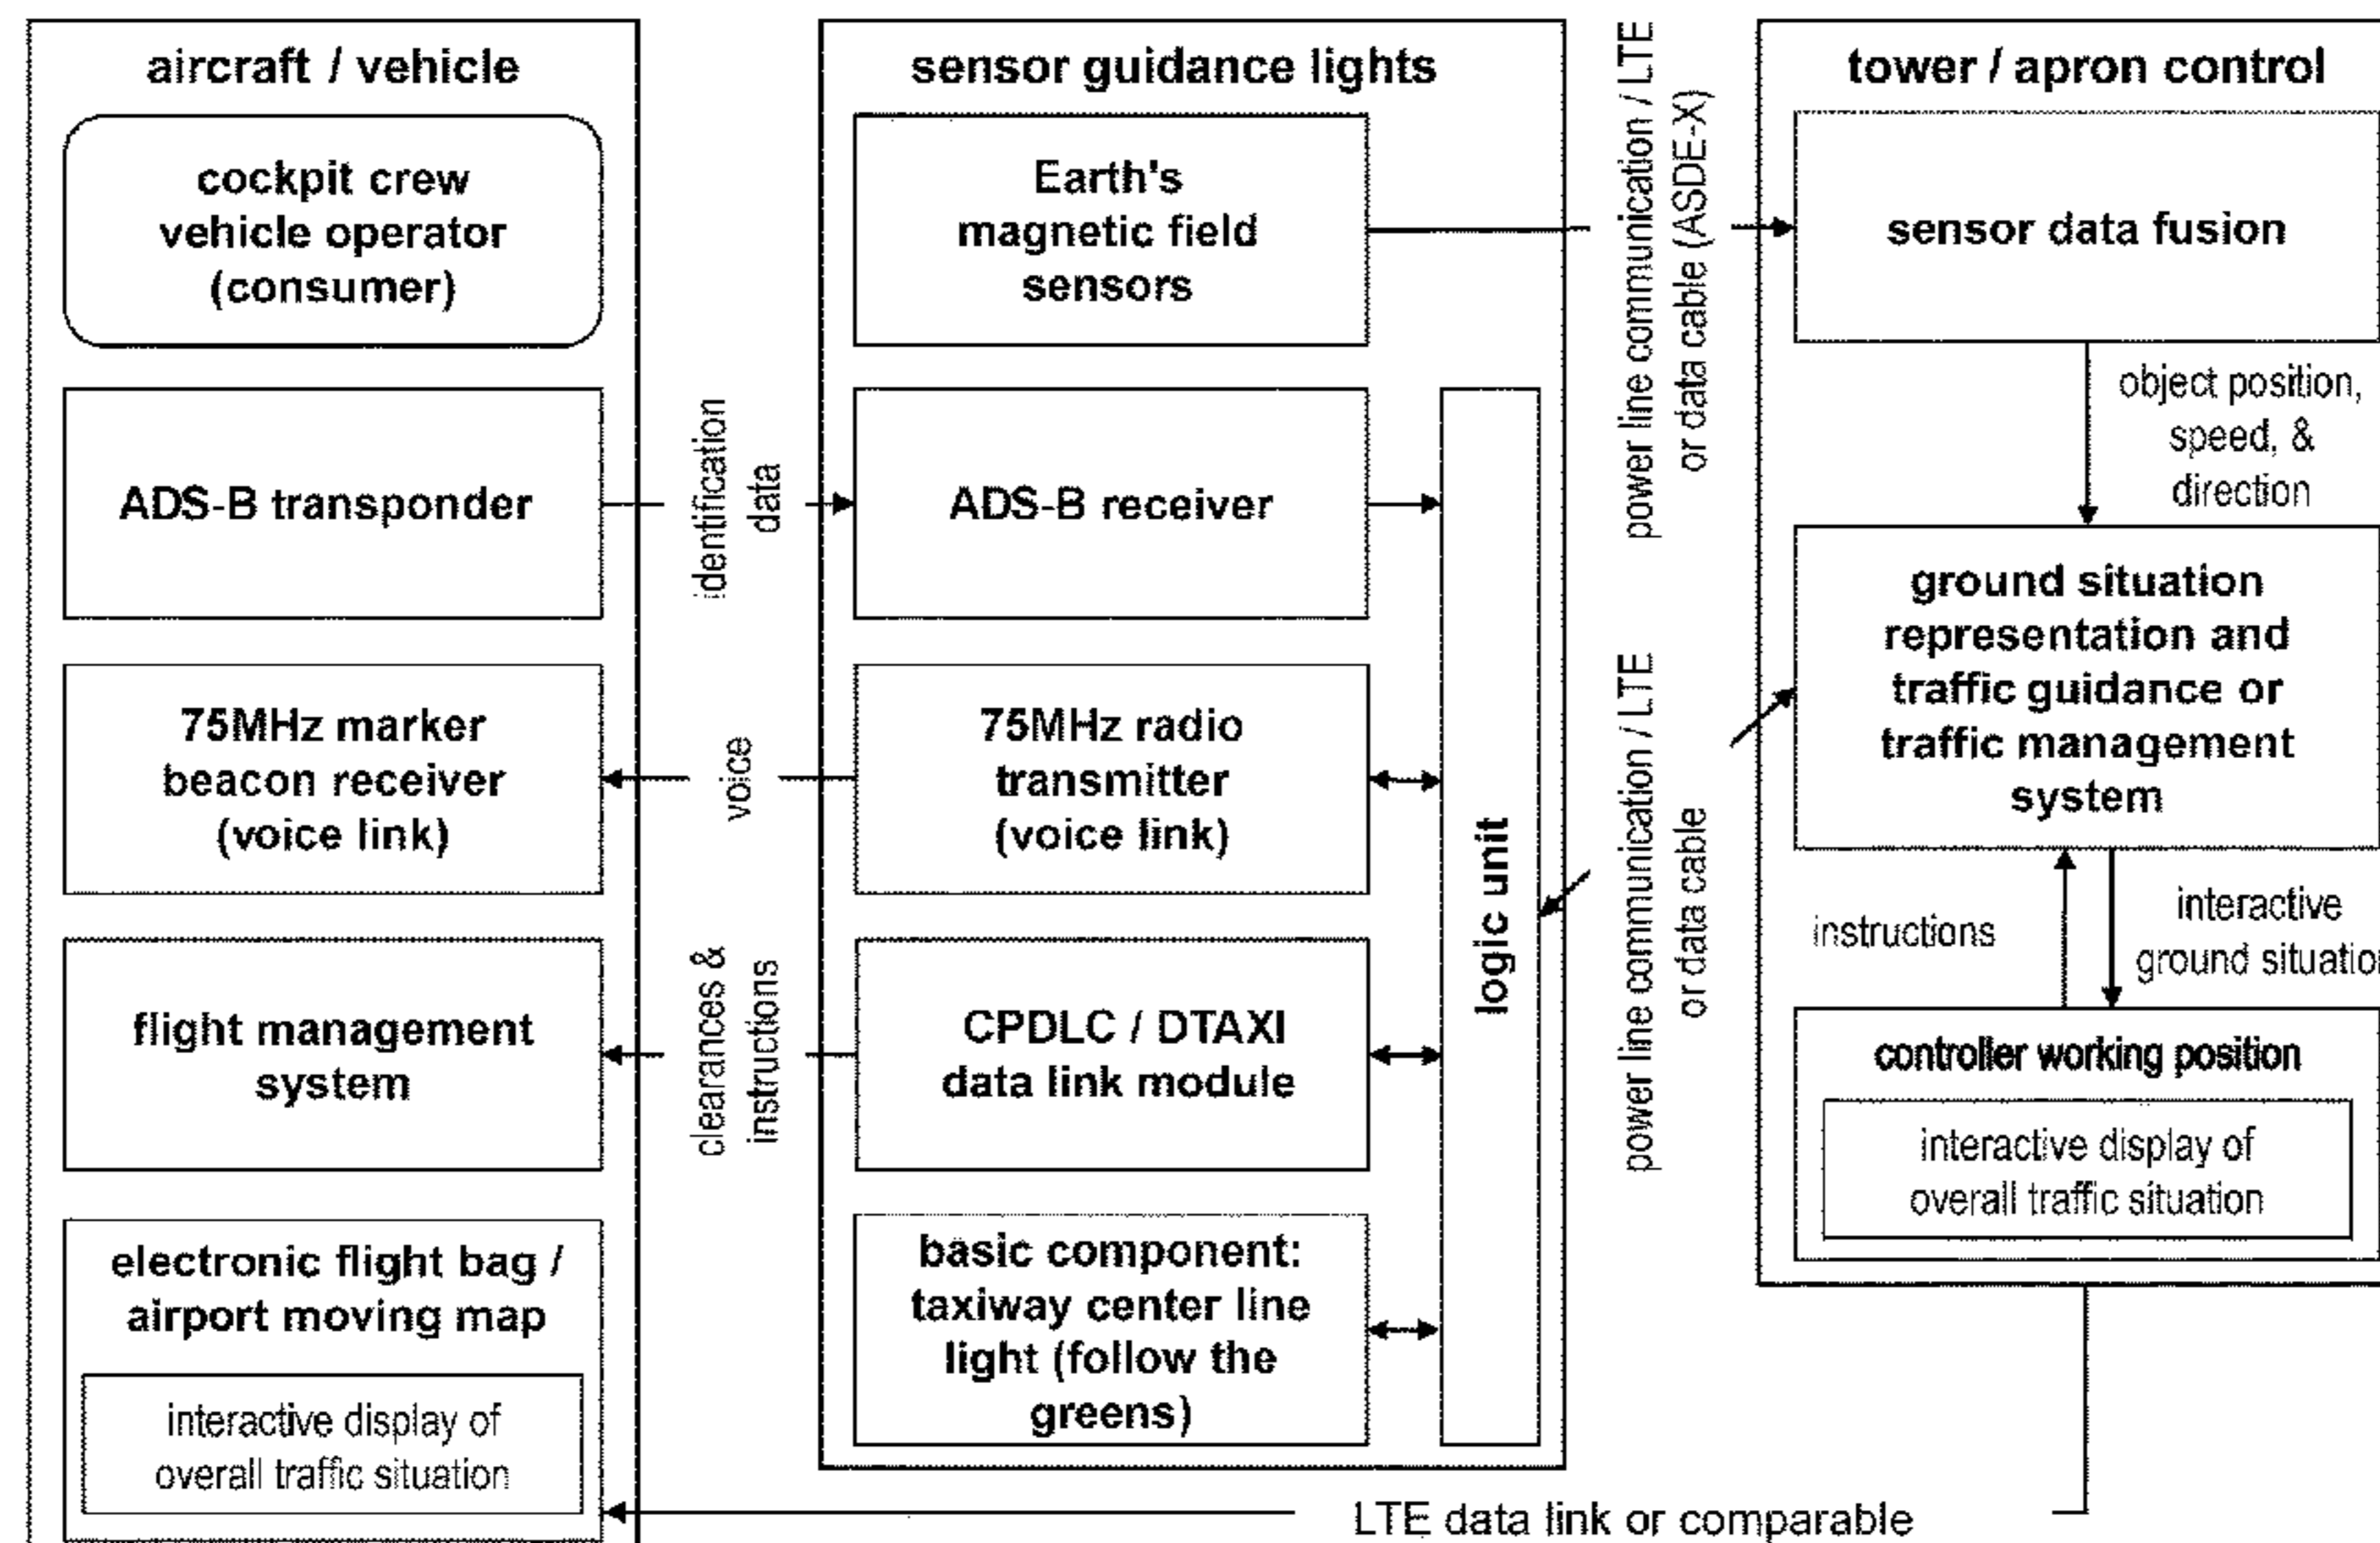 aircraft / vehicle
cockpit crew
vehicle operator
(consumer)
ADS-B transponder
75MHz marker
beacon receiver
(voice link)
flight management
system
electronic flight bag /
airport moving map
interactive display of
overall traffic situation
identification
data
voice
clearances &
instructions
sensor guidance lights
Earth's
magnetic field
sensors
ADS-B receiver
75MHz radio
transmitter
(voice link)
CPDLC / DTAXI
data link module
basic component:
taxiway center line
light (follow the
greens)
logic unit
power line communication / LTE
or data cable (ASDE-X)
power line communication / LTE
or data cable
tower / apron control
sensor data fusion
object position,
speed, &
direction
ground situation
representation and
traffic guidance or
traffic management
system
instructions
interactive
ground situation
controller working position
interactive display of
overall traffic situation
LTE data link or comparable